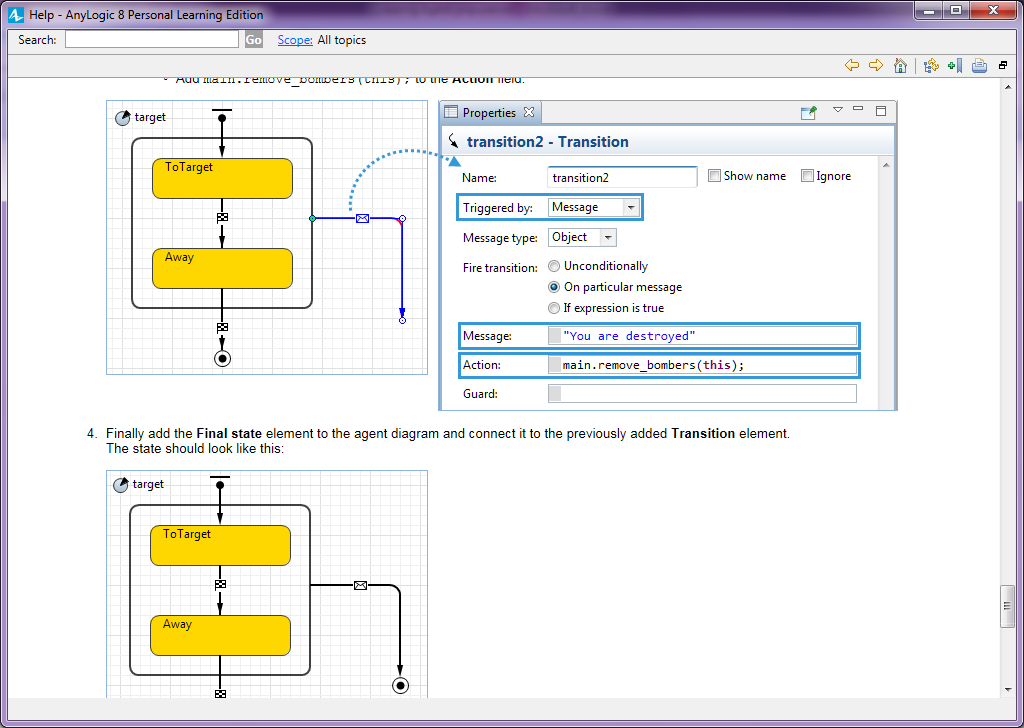 Help - AnyLogic 8 Personal Learning Edition
Search:
Go
Scope: All topics
Add main.remove_bombers(this); to the Action field.
target
ToTarget
Away
Properties
transition2 - Transition
Name: transition2 Show name Ignore
Triggered by: Message
Message type: Object
Fire transition: Unconditionally
On particular message
If expression is true
Message: "You are destroyed"
Action: main.remove_bombers(this);
Guard:
4. Finally add the Final state element to the agent diagram and connect it to the previously added Transition element.
The state should look like this:
target
ToTarget
Away